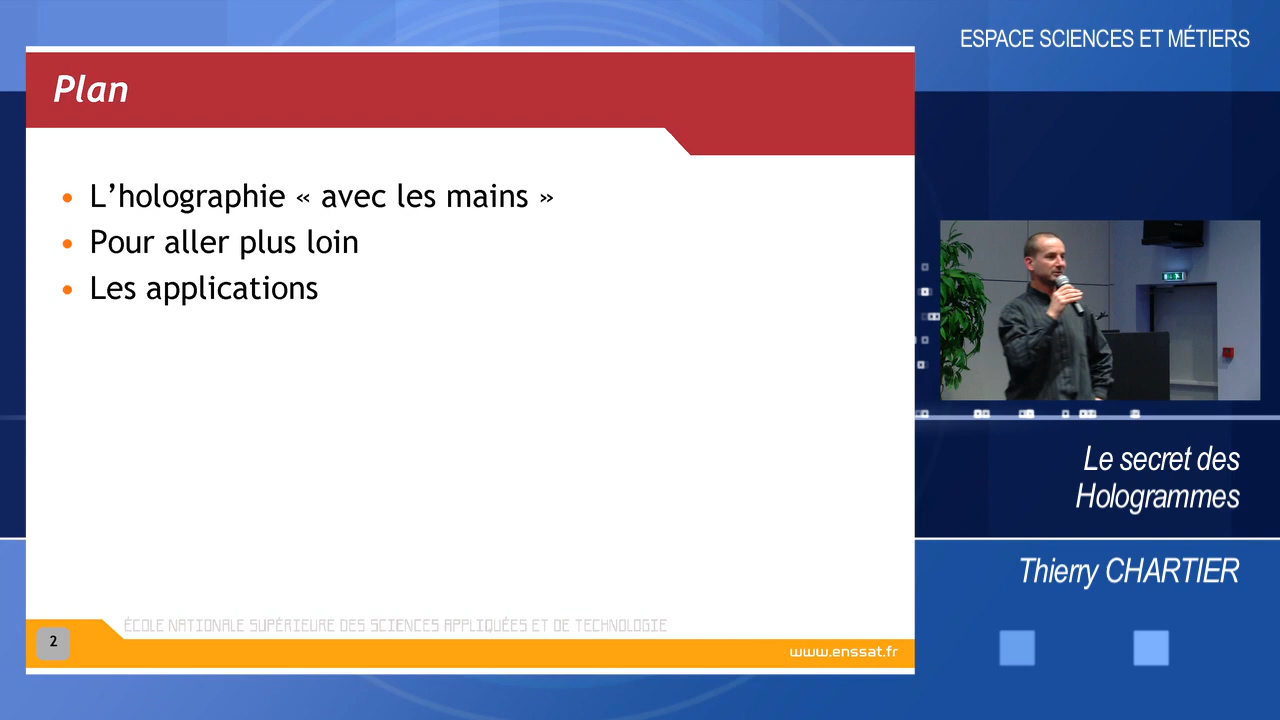 ESPACE SCIENCES ET MÉTIERS
Plan
• L’holographie « avec les mains »
• Pour aller plus loin
• Les applications
Le secret des
Hologrammes
Thierry CHARTIER
ÉCOLE NATIONALE SUPÉRIEURE DES SCIENCES APPLIQUÉES ET DE TECHNOLOGIE
2
www.enssat.fr